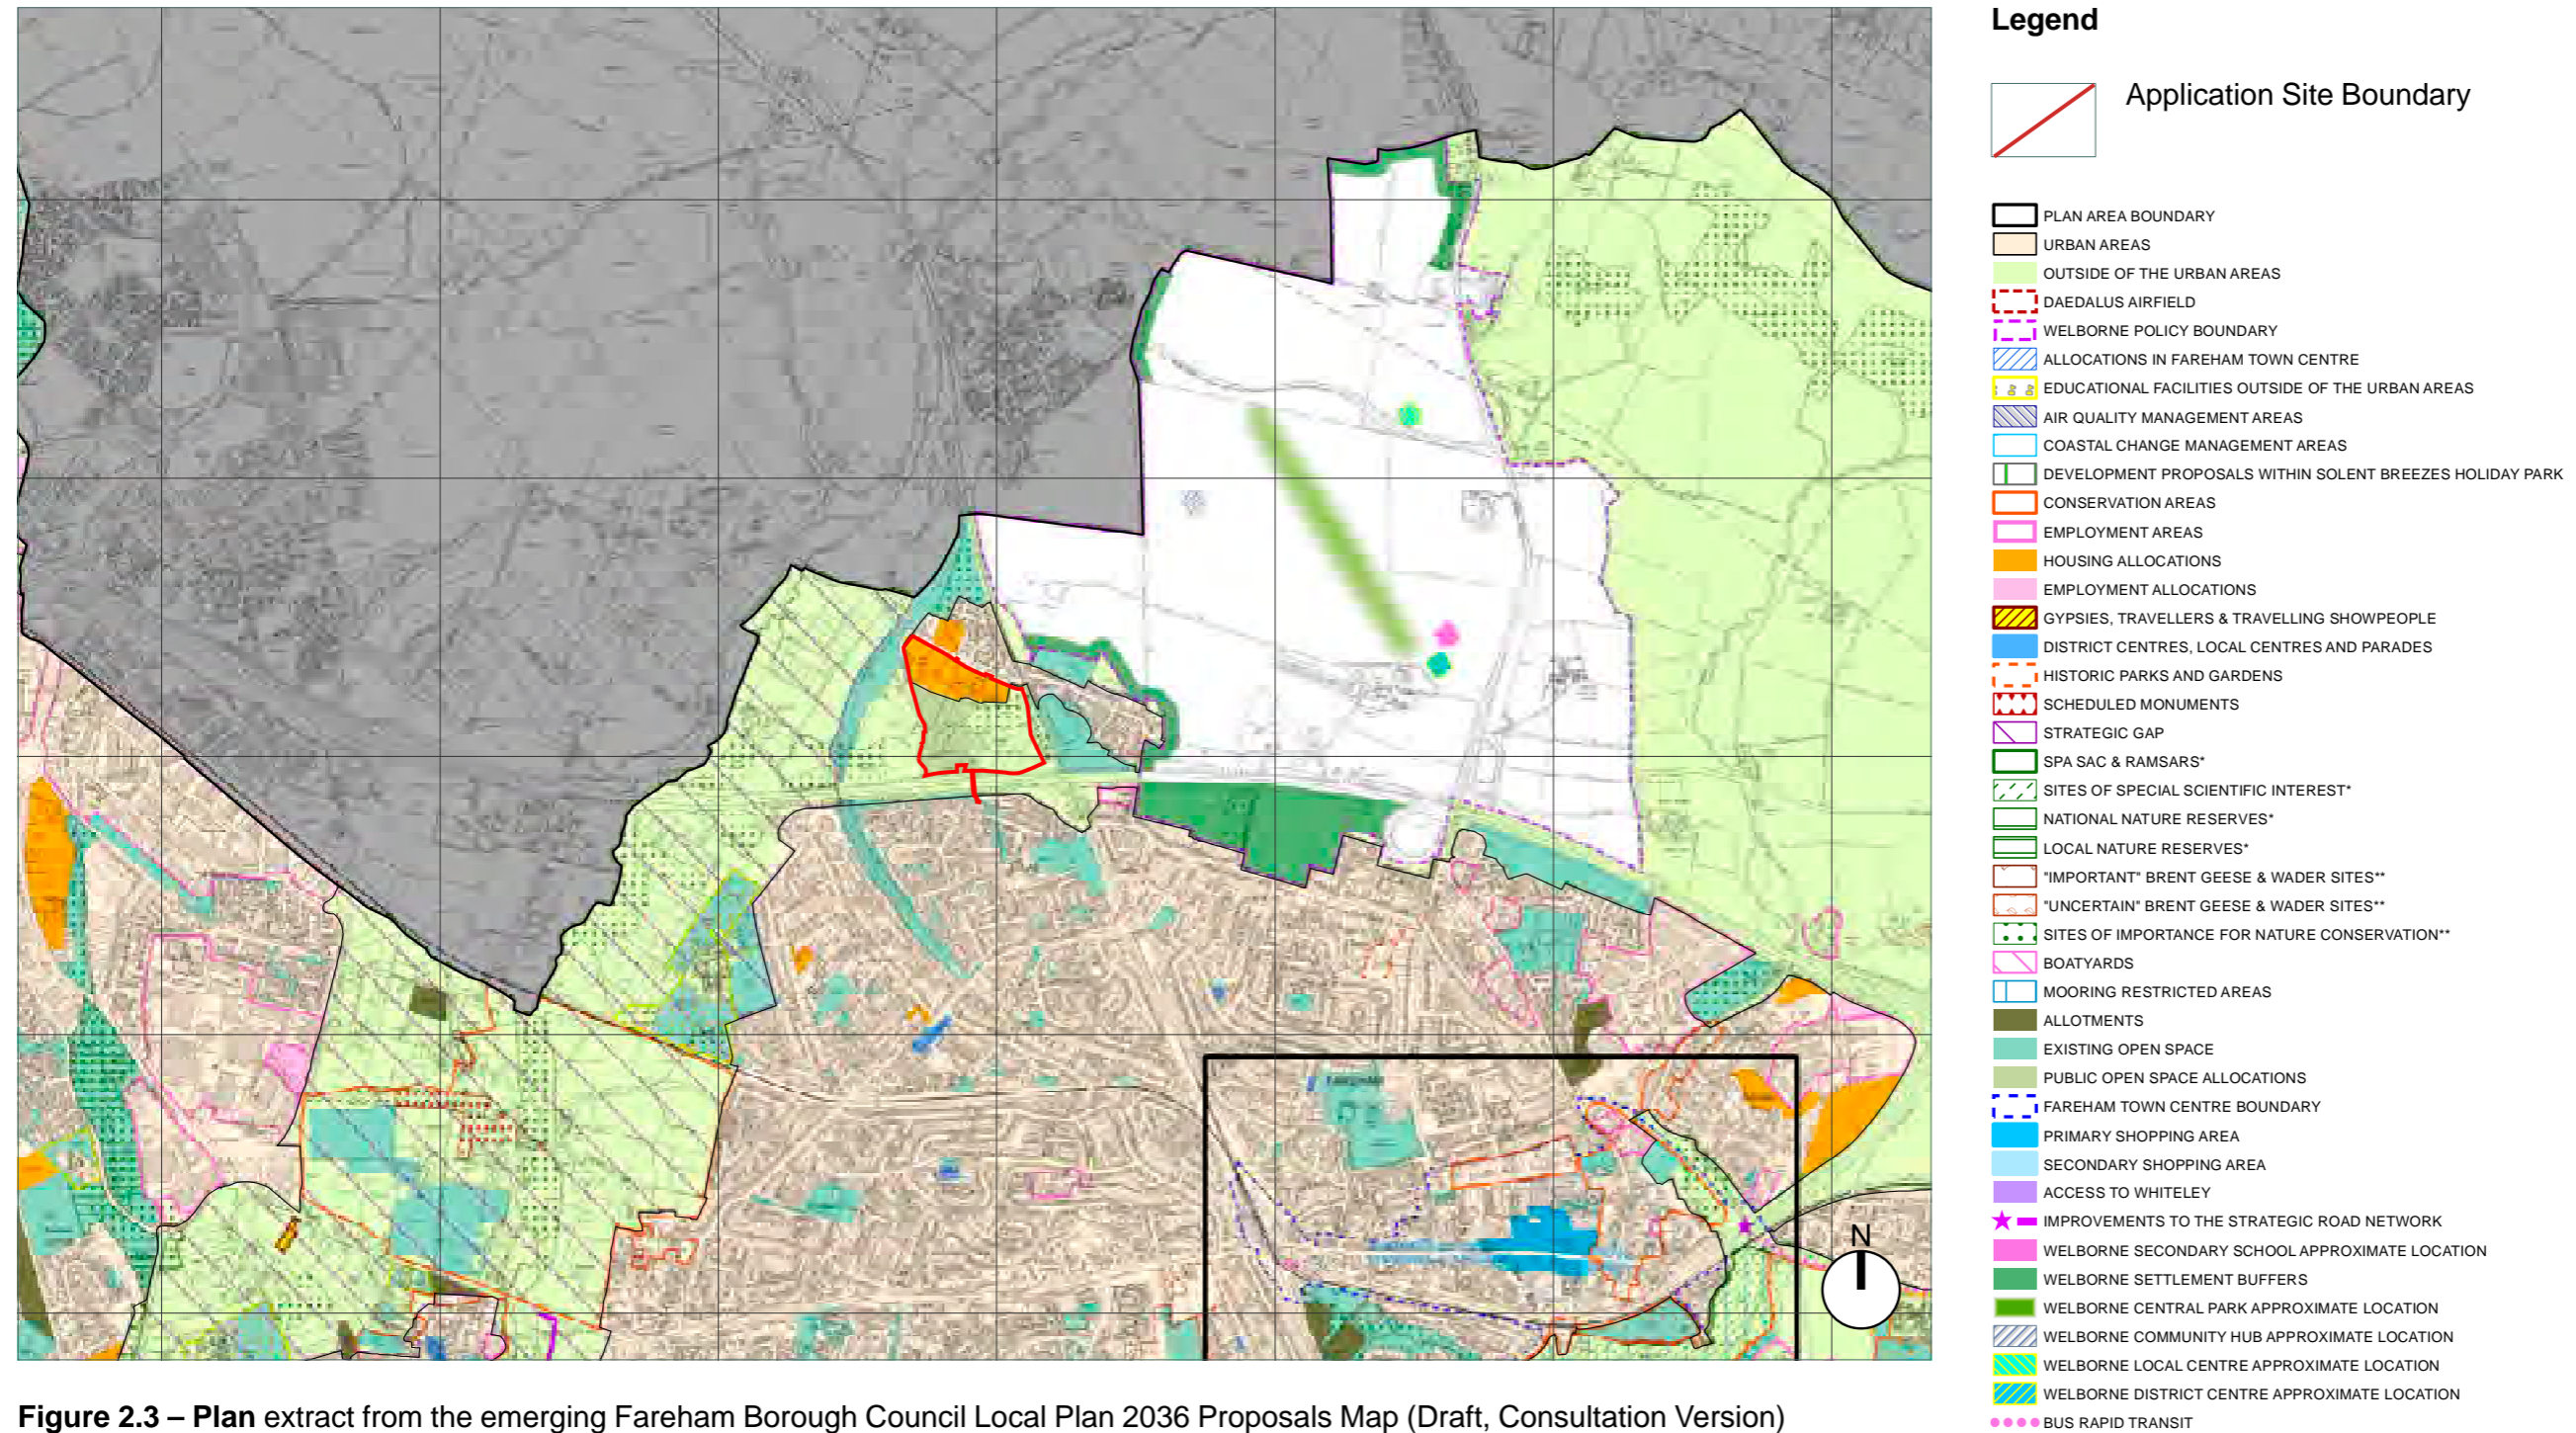 Legend
Application Site Boundary
PLAN AREA BOUNDARY
URBAN AREAS
OUTSIDE OF THE URBAN AREAS
DAEDALUS AIRFIELD
WELBORNE POLICY BOUNDARY
ALLOCATIONS IN FAREHAM TOWN CENTRE
EDUCATIONAL FACILITIES OUTSIDE OF THE URBAN AREAS
AIR QUALITY MANAGEMENT AREAS
COASTAL CHANGE MANAGEMENT AREAS
DEVELOPMENT PROPOSALS WITHIN SOLENT BREEZES HOLIDAY PARK
CONSERVATION AREAS
EMPLOYMENT AREAS
HOUSING ALLOCATIONS
EMPLOYMENT ALLOCATIONS
GYPSIES, TRAVELLERS & TRAVELLING SHOWPEOPLE
DISTRICT CENTRES, LOCAL CENTRES AND PARADES
HISTORIC PARKS AND GARDENS
SCHEDULED MONUMENTS
STRATEGIC GAP
SPA SAC & RAMSARS*
SITES OF SPECIAL SCIENTIFIC INTEREST*
NATIONAL NATURE RESERVES*
LOCAL NATURE RESERVES*
"IMPORTANT" BRENT GEESE & WADER SITES**
"UNCERTAIN" BRENT GEESE & WADER SITES**
SITES OF IMPORTANCE FOR NATURE CONSERVATION**
BOATYARDS
MOORING RESTRICTED AREAS
ALLOTMENTS
EXISTING OPEN SPACE
PUBLIC OPEN SPACE ALLOCATIONS
FAREHAM TOWN CENTRE BOUNDARY
PRIMARY SHOPPING AREA
SECONDARY SHOPPING AREA
ACCESS TO WHITELEY
IMPROVEMENTS TO THE STRATEGIC ROAD NETWORK
WELBORNE SECONDARY SCHOOL APPROXIMATE LOCATION
WELBORNE SETTLEMENT BUFFERS
WELBORNE CENTRAL PARK APPROXIMATE LOCATION
WELBORNE COMMUNITY HUB APPROXIMATE LOCATION
WELBORNE LOCAL CENTRE APPROXIMATE LOCATION
WELBORNE DISTRICT CENTRE APPROXIMATE LOCATION
BUS RAPID TRANSIT
N
Figure 2.3 – Plan extract from the emerging Fareham Borough Council Local Plan 2036 Proposals Map (Draft, Consultation Version)